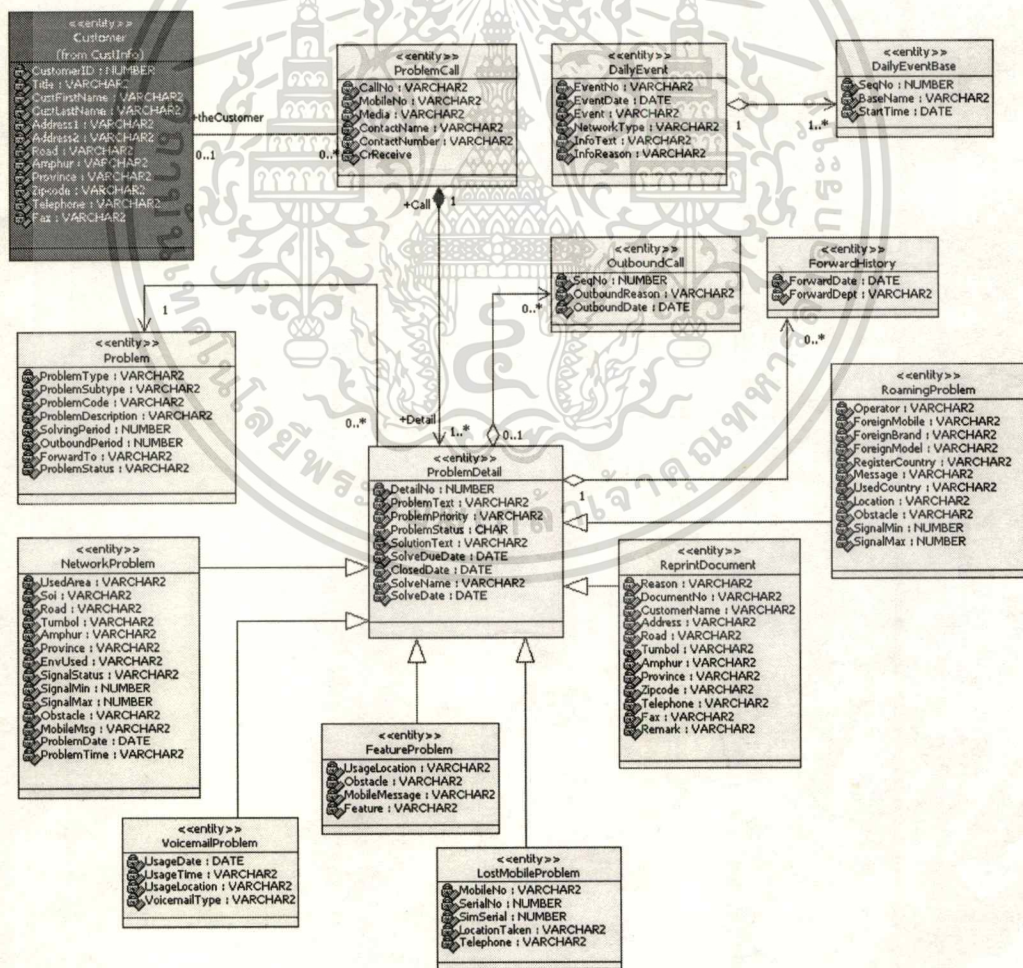 <<entity>>
Customer
(from CustInfo)
CustomerID : NUMBER
Title : VARCHAR2
CustFirstName : VARCHAR2
CustLastName : VARCHAR2
Address1 : VARCHAR2
Address2 : VARCHAR2
Road : VARCHAR2
Amphur : VARCHAR2
Province : VARCHAR2
Zipcode : VARCHAR2
Telephone : VARCHAR2
Fax : VARCHAR2
+theCustomer
0..1
0..*
<<entity>>
ProblemCall
CallNo : VARCHAR2
MobileNo : VARCHAR2
Media : VARCHAR2
ContactName : VARCHAR2
ContactNumber : VARCHAR2
CrReceive
<<entity>>
DailyEvent
EventNo : VARCHAR2
EventDate : DATE
Event : VARCHAR2
NetworkType : VARCHAR2
InfoText : VARCHAR2
InfoReason : VARCHAR2
1
1..*
<<entity>>
DailyEventBase
SeqNo : NUMBER
BaseName : VARCHAR2
StartTime : DATE
+Call
1
<<entity>>
OutboundCall
SeqNo : NUMBER
OutboundReason : VARCHAR2
OutboundDate : DATE
0..*
<<entity>>
ForwardHistory
ForwardDate : DATE
ForwardDept : VARCHAR2
0..*
1
<<entity>>
Problem
ProblemType : VARCHAR2
ProblemSubtype : VARCHAR2
ProblemCode : VARCHAR2
ProblemDescription : VARCHAR2
SolvingPeriod : NUMBER
OutboundPeriod : NUMBER
ForwardTo : VARCHAR2
ProblemStatus : VARCHAR2
0..*
+Detail
1..*
0..1
<<entity>>
ProblemDetail
DetailNo : NUMBER
ProblemText : VARCHAR2
ProblemPriority : VARCHAR2
ProblemStatus : CHAR
SolutionText : VARCHAR2
SolveDueDate : DATE
ClosedDate : DATE
SolveName : VARCHAR2
SolveDate : DATE
1
<<entity>>
RoamingProblem
Operator : VARCHAR2
ForeignMobile : VARCHAR2
ForeignBrand : VARCHAR2
ForeignModel : VARCHAR2
RegisterCountry : VARCHAR2
Message : VARCHAR2
UsedCountry : VARCHAR2
Location : VARCHAR2
Obstacle : VARCHAR2
SignalMin : NUMBER
SignalMax : NUMBER
<<entity>>
NetworkProblem
UsedArea : VARCHAR2
Soi : VARCHAR2
Road : VARCHAR2
Tumbol : VARCHAR2
Amphur : VARCHAR2
Province : VARCHAR2
EnvUsed : VARCHAR2
SignalStatus : VARCHAR2
SignalMin : NUMBER
SignalMax : NUMBER
Obstacle : VARCHAR2
MobileMsg : VARCHAR2
ProblemDate : DATE
ProblemTime : VARCHAR2
<<entity>>
ReprintDocument
Reason : VARCHAR2
DocumentNo : VARCHAR2
CustomerName : VARCHAR2
Address : VARCHAR2
Road : VARCHAR2
Tumbol : VARCHAR2
Amphur : VARCHAR2
Province : VARCHAR2
Zipcode : VARCHAR2
Telephone : VARCHAR2
Fax : VARCHAR2
Remark : VARCHAR2
<<entity>>
FeatureProblem
UsageLocation : VARCHAR2
Obstacle : VARCHAR2
MobileMessage : VARCHAR2
Feature : VARCHAR2
<<entity>>
VoicemailProblem
UsageDate : DATE
UsageTime : VARCHAR2
UsageLocation : VARCHAR2
VoicemailType : VARCHAR2
<<entity>>
LostMobileProblem
MobileNo : VARCHAR2
SerialNo : NUMBER
SimSerial : NUMBER
LocationTaken : VARCHAR2
Telephone : VARCHAR2